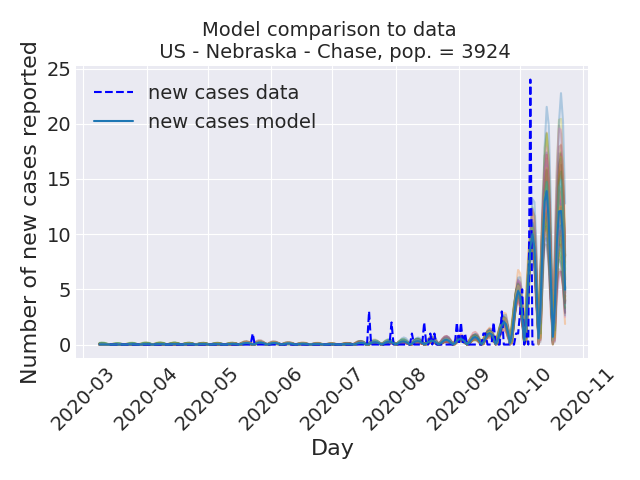 Model comparison to data
US - Nebraska - Chase, pop. = 3924
Number of new cases reported
25
20
15
10
5
0
new cases data
new cases model
2020-03
2020-04
2020-05
2020-06
2020-07
2020-08
2020-09
2020-10
2020-11
Day